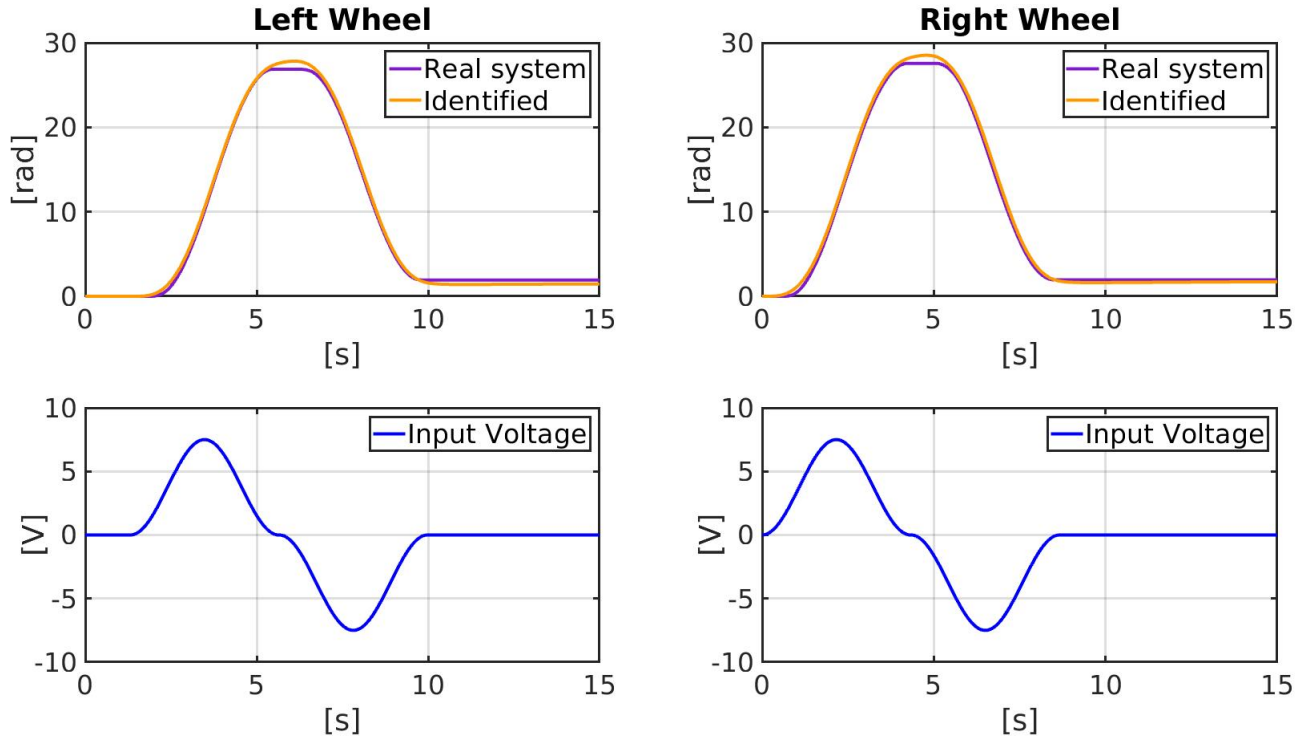 Left Wheel
30
20
10
0
[rad]
Real system
Identified
0
5
10
15
[s]
Right Wheel
30
20
10
0
[rad]
Real system
Identified
0
5
10
15
[s]
10
5
0
-5
-10
[V]
Input Voltage
0
5
10
15
[s]
10
5
0
-5
-10
[V]
Input Voltage
0
5
10
15
[s]